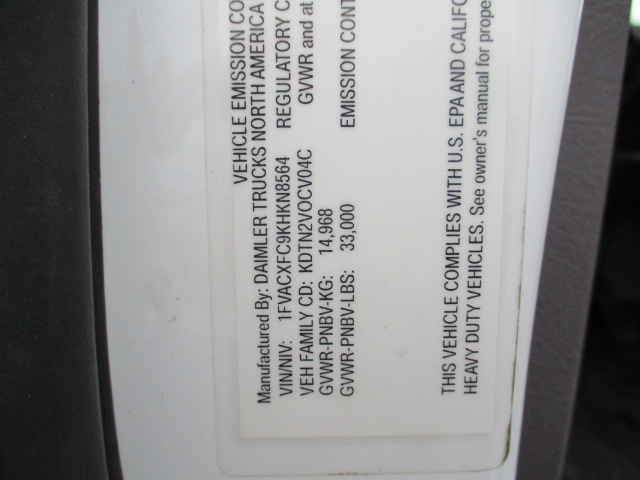 VEHICLE EMISSION CO
Manufactured By: DAIMLER TRUCKS NORTH AMERICA
VIN/NIV: 1FVACXFC9KHKN8564 REGULATORY C
VEH FAMILY CD: KDTN2VOCV04C GVWR and at
GVWR-PNBV-KG: 14,968
GVWR-PNBV-LBS: 33,000 EMISSION CONT
THIS VEHICLE COMPLIES WITH U.S. EPA AND CALIFO
HEAVY DUTY VEHICLES. See owner's manual for prope